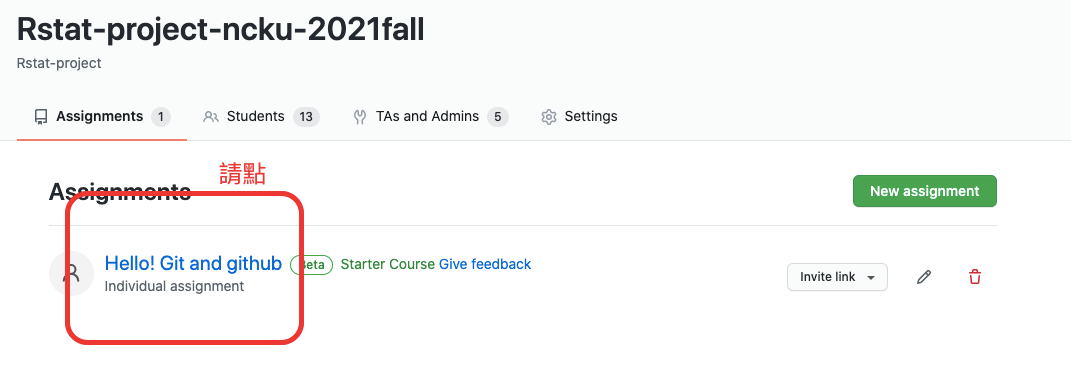 Rstat-project-ncku-2021fall
Rstat-project
Assignments 1 Students 13 TAs and Admins 5 Settings
請點
Assignments New assignment
Hello! Git and github Beta Starter Course Give feedback
Individual assignment
Invite link